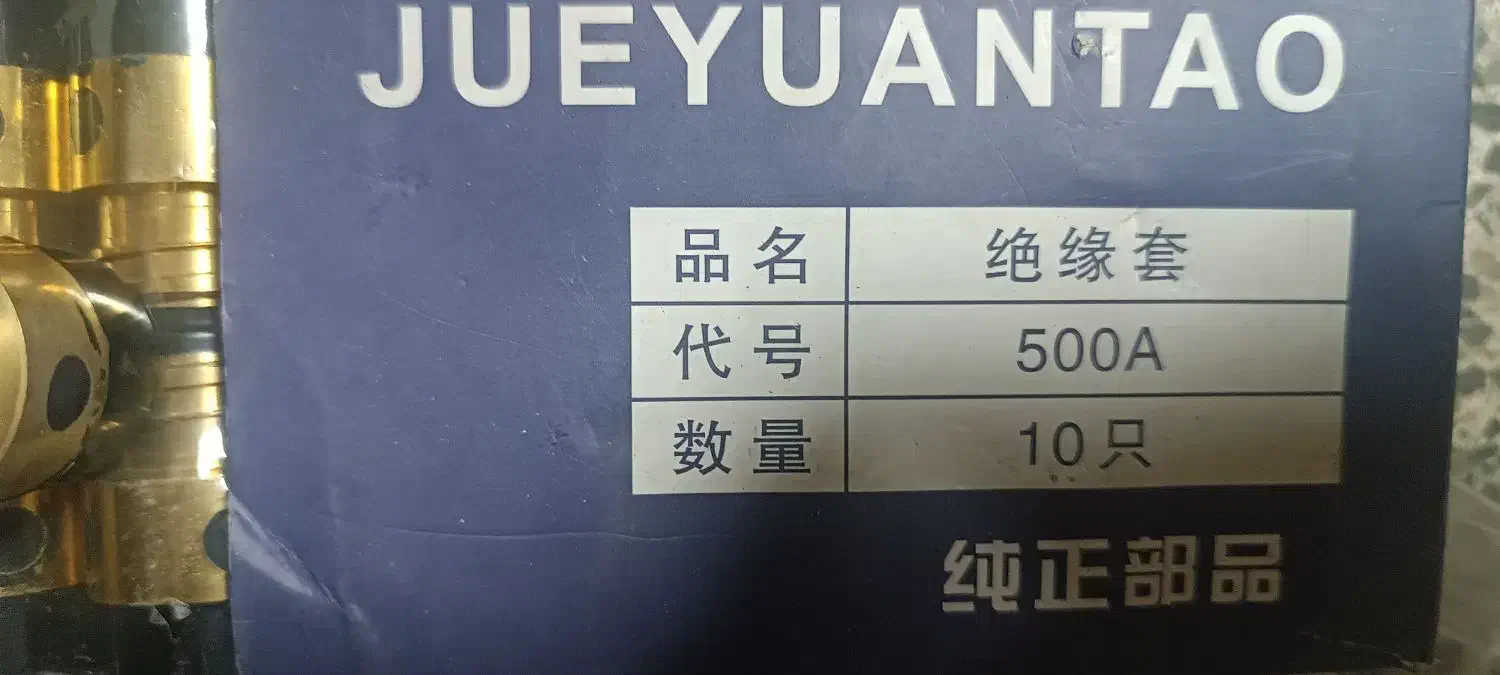 JUEYUANTAO
品名 绝缘套
代号 500A
数量 10只
纯正部品